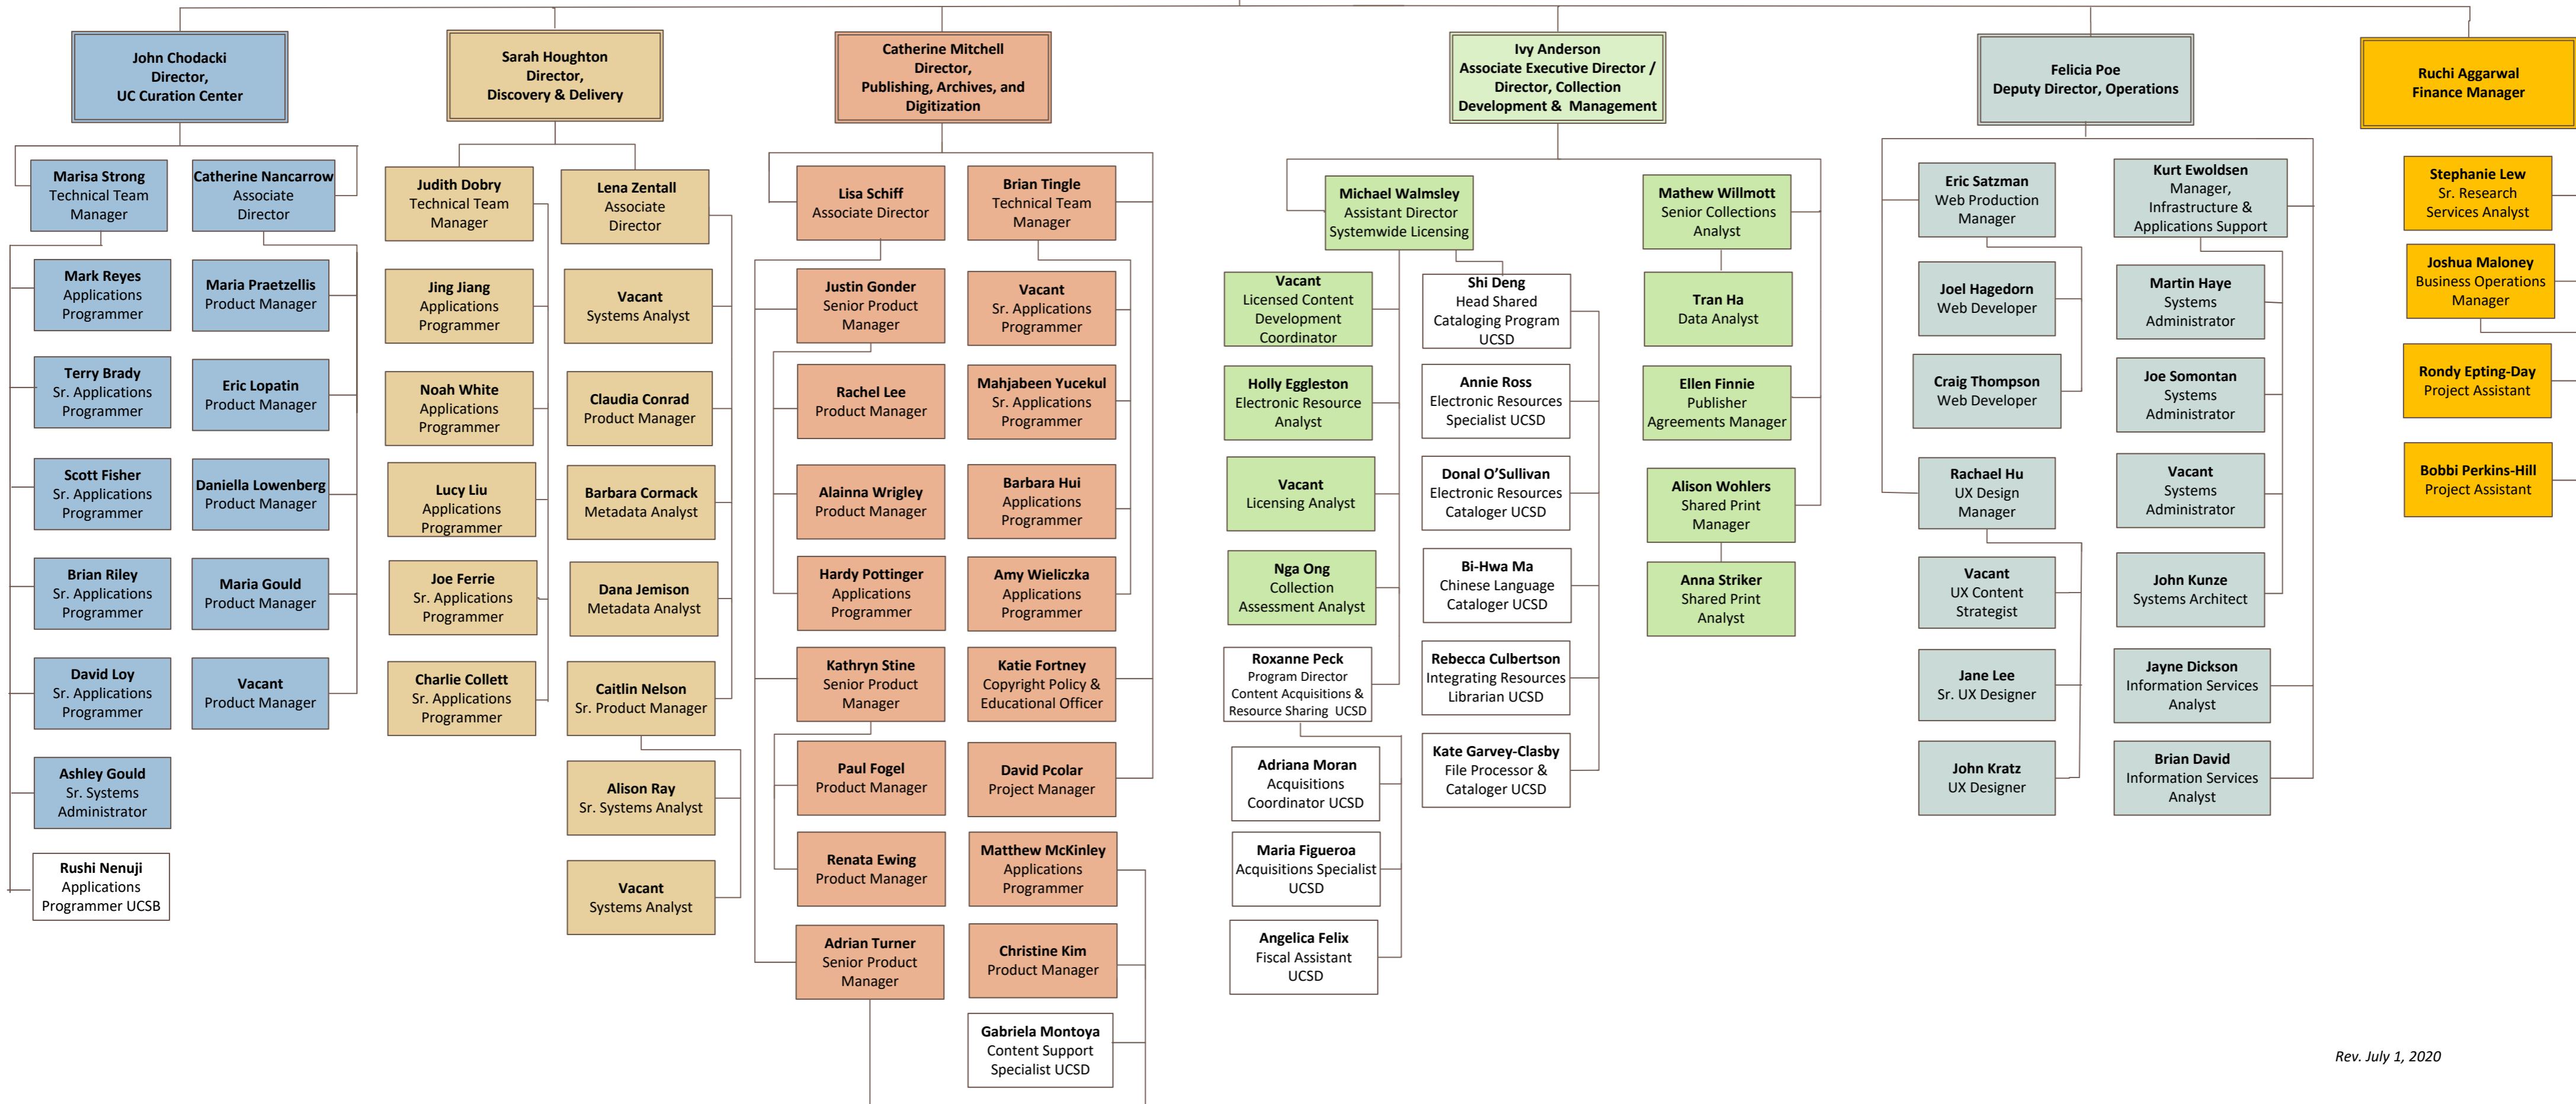 John Chodacki
Director,
UC Curation Center
Marisa Strong
Technical Team
Manager
Mark Reyes
Applications
Programmer
Terry Brady
Sr. Applications
Programmer
Scott Fisher
Sr. Applications
Programmer
Brian Riley
Sr. Applications
Programmer
David Loy
Sr. Applications
Programmer
Ashley Gould
Sr. Systems
Administrator
Rushi Nenuji
Applications
Programmer UCSB
Catherine Nancarrow
Associate
Director
Maria Praetzellis
Product Manager
Eric Lopatin
Product Manager
Daniella Lowenberg
Product Manager
Maria Gould
Product Manager
Vacant
Product Manager
Sarah Houghton
Director,
Discovery & Delivery
Judith Dobry
Technical Team
Manager
Jing Jiang
Applications
Programmer
Noah White
Applications
Programmer
Lucy Liu
Applications
Programmer
Joe Ferrie
Sr. Applications
Programmer
Charlie Collett
Sr. Applications
Programmer
Lena Zentall
Associate
Director
Vacant
Systems Analyst
Claudia Conrad
Product Manager
Barbara Cormack
Metadata Analyst
Dana Jemison
Metadata Analyst
Caitlin Nelson
Sr. Product Manager
Alison Ray
Sr. Systems Analyst
Vacant
Systems Analyst
Catherine Mitchell
Director,
Publishing, Archives, and
Digitization
Lisa Schiff
Associate Director
Justin Gonder
Senior Product
Manager
Rachel Lee
Product Manager
Alainna Wrigley
Product Manager
Hardy Pottinger
Applications
Programmer
Kathryn Stine
Senior Product
Manager
Paul Fogel
Product Manager
Renata Ewing
Product Manager
Adrian Turner
Senior Product
Manager
Brian Tingle
Technical Team
Manager
Vacant
Sr. Applications
Programmer
Mahjabeen Yucekul
Sr. Applications
Programmer
Barbara Hui
Applications
Programmer
Amy Wieliczka
Applications
Programmer
Katie Fortney
Copyright Policy &
Educational Officer
David Pcolar
Project Manager
Matthew McKinley
Applications
Programmer
Christine Kim
Product Manager
Gabriela Montoya
Content Support
Specialist UCSD
Ivy Anderson
Associate Executive Director /
Director, Collection
Development & Management
Michael Walmsley
Assistant Director
Systemwide Licensing
Vacant
Licensed Content
Development
Coordinator
Holly Eggleston
Electronic Resource
Analyst
Vacant
Licensing Analyst
Nga Ong
Collection
Assessment Analyst
Roxanne Peck
Program Director
Content Acquisitions &
Resource Sharing UCSD
Adriana Moran
Acquisitions
Coordinator UCSD
Maria Figueroa
Acquisitions Specialist
UCSD
Angelica Felix
Fiscal Assistant
UCSD
Shi Deng
Head Shared
Cataloging Program
UCSD
Annie Ross
Electronic Resources
Specialist UCSD
Donal O’Sullivan
Electronic Resources
Cataloger UCSD
Bi-Hwa Ma
Chinese Language
Cataloger UCSD
Rebecca Culbertson
Integrating Resources
Librarian UCSD
Kate Garvey-Clasby
File Processor &
Cataloger UCSD
Mathew Willmott
Senior Collections
Analyst
Tran Ha
Data Analyst
Ellen Finnie
Publisher
Agreements Manager
Alison Wohlers
Shared Print
Manager
Anna Striker
Shared Print
Analyst
Felicia Poe
Deputy Director, Operations
Eric Satzman
Web Production
Manager
Joel Hagedorn
Web Developer
Craig Thompson
Web Developer
Rachael Hu
UX Design
Manager
Vacant
UX Content
Strategist
Jane Lee
Sr. UX Designer
John Kratz
UX Designer
Kurt Ewoldsen
Manager,
Infrastructure &
Applications Support
Martin Haye
Systems
Administrator
Joe Somontan
Systems
Administrator
Vacant
Systems
Administrator
John Kunze
Systems Architect
Jayne Dickson
Information Services
Analyst
Brian David
Information Services
Analyst
Ruchi Aggarwal
Finance Manager
Stephanie Lew
Sr. Research
Services Analyst
Joshua Maloney
Business Operations
Manager
Rondy Epting-Day
Project Assistant
Bobbi Perkins-Hill
Project Assistant
Rev. July 1, 2020